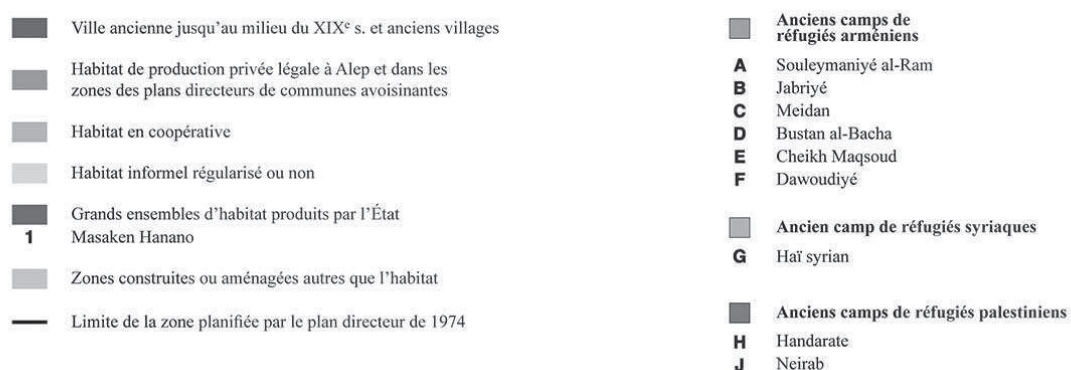 Ville ancienne jusqu’au milieu du XIXᵉ s. et anciens villages
Habitat de production privée légale à Alep et dans les
zones des plans directeurs de communes avoisinantes
Habitat en coopérative
Habitat informel régularisé ou non
Grands ensembles d’habitat produits par l’État
1 Masaken Hanano
Zones construites ou aménagées autres que l’habitat
Limite de la zone planifiée par le plan directeur de 1974
Anciens camps de
réfugiés arméniens
A Souleymaniyé al-Ram
B Jabriyé
C Meidan
D Bustan al-Bacha
E Cheikh Maqsoud
F Dawoudiyé
Ancien camp de réfugiés syriaques
G Haï syrian
Anciens camps de réfugiés palestiniens
H Handarate
J Neirab